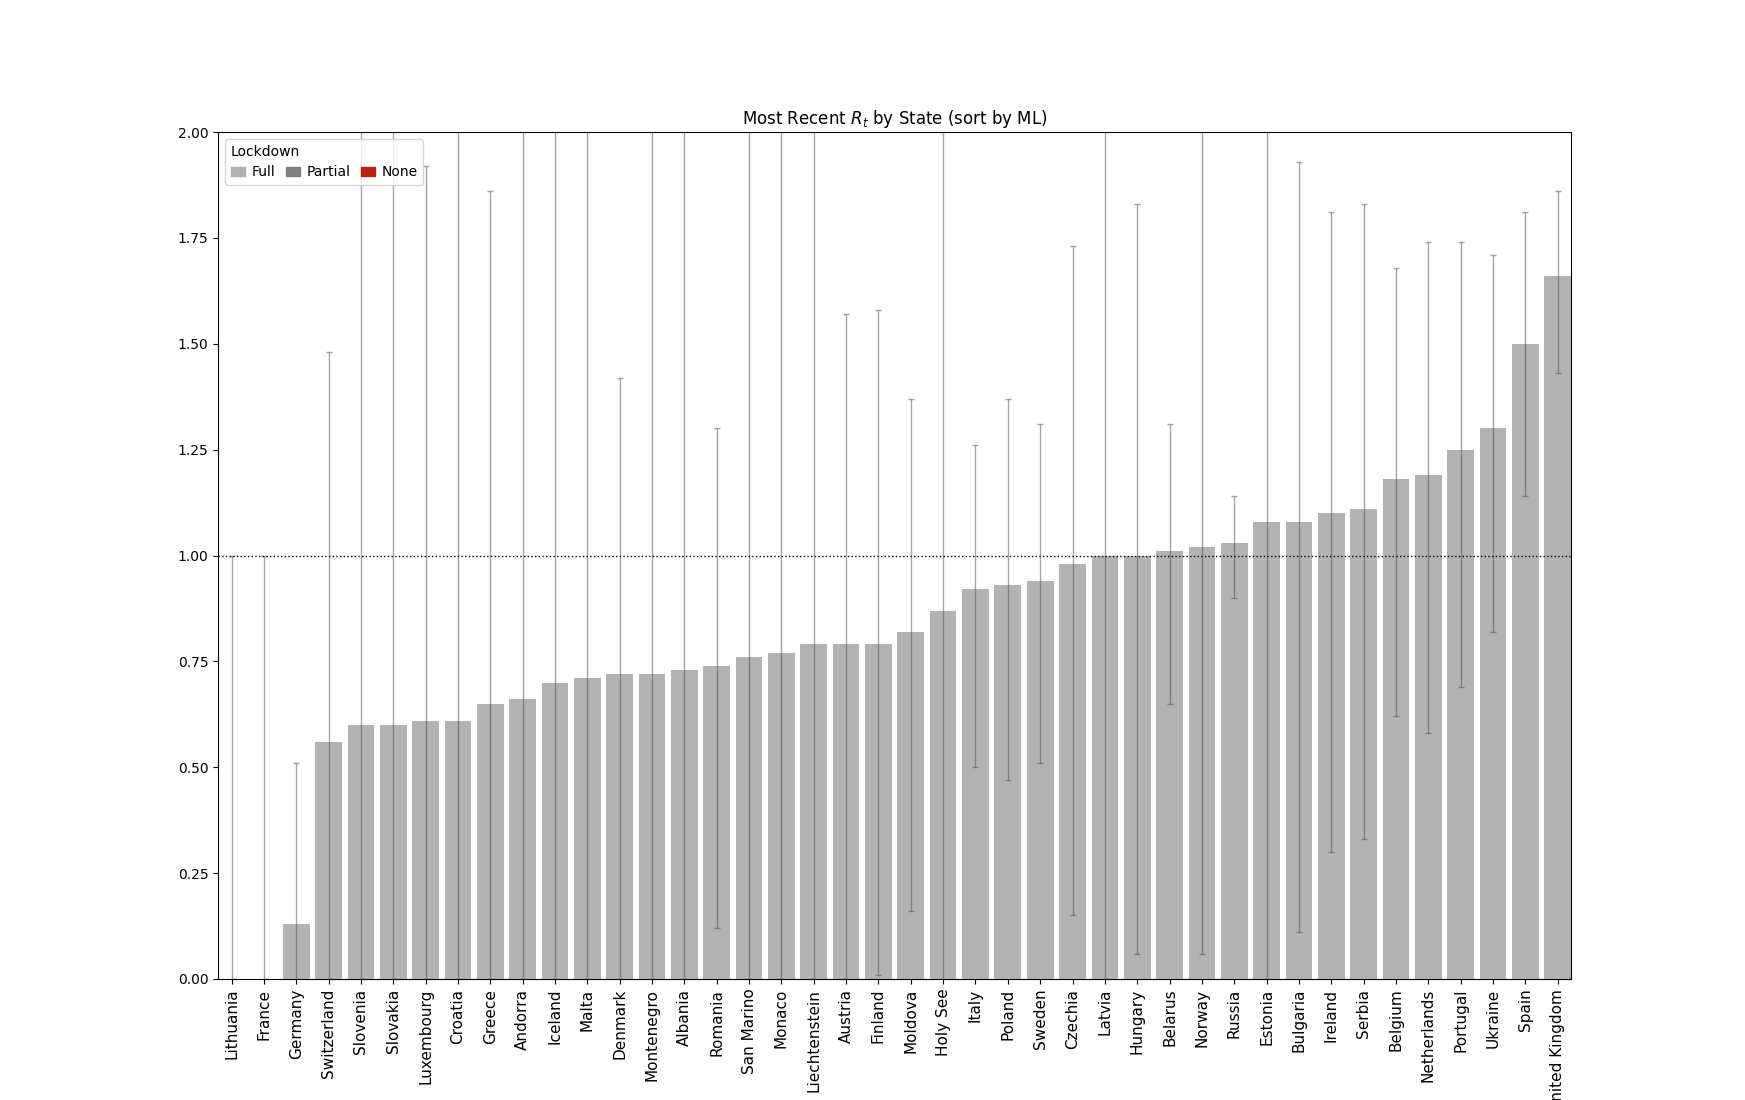 Most Recent Rt by State (sort by ML)
2.00
Lockdown
Full Partial None
1.75
1.50
1.25
1.00
0.75
0.50
0.25
0.00
Lithuania
France
Germany
Switzerland
Slovenia
Slovakia
Luxembourg
Croatia
Greece
Andorra
Iceland
Malta
Denmark
Montenegro
Albania
Romania
San Marino
Monaco
Liechtenstein
Austria
Finland
Moldova
Holy See
Italy
Poland
Sweden
Czechia
Latvia
Hungary
Belarus
Norway
Russia
Estonia
Bulgaria
Ireland
Serbia
Belgium
Netherlands
Portugal
Ukraine
Spain
nited Kingdom